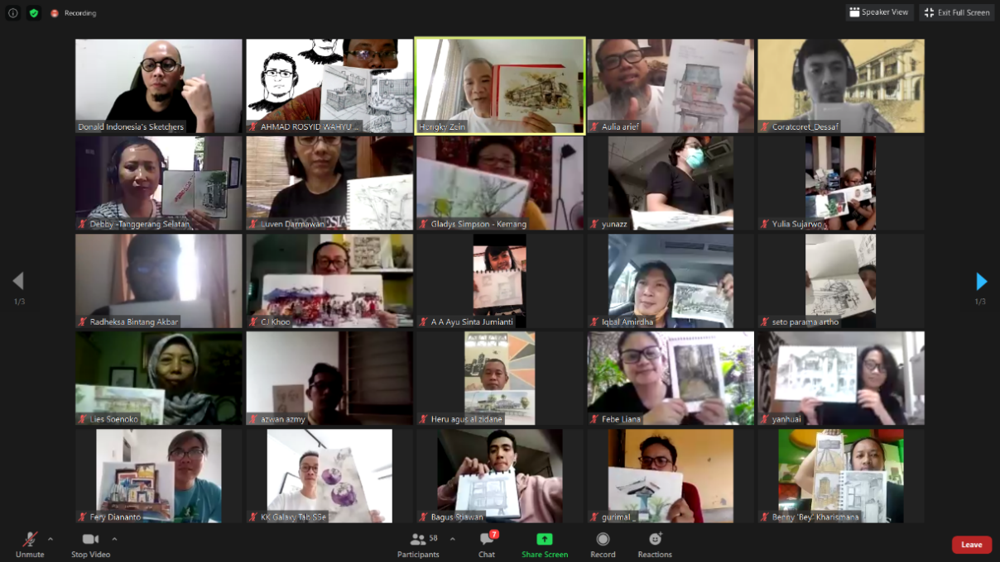 Recording
Speaker View
Exit Full Screen
Donald Indonesia's Sketchers
AHMAD ROSYID WAHYU ...
Hengky Zein
Aulia arief
Coratcoret_Dessaf
Debby -Tanggerang Selatan
Luven Darmawan
Gladys Simpson - Kemang
yunazz
Yulia Sujarwo
1/3
1/3
Radheksa Bintang Akbar
CJ Khoo
A A Ayu Sinta Jumianti
Iqbal Amirdha
seto parama artho
Lies Soenoko
azwan azmy
Heru agus al zidane
Febe Liana
yanhuai
Fery Diananto
KK Galaxy Tab S5e
Bagus Stiawan
gurimal _
Benny 'Bey' Kharismana
Unmute
Stop Video
Participants
58
Chat
7
Share Screen
Record
Reactions
Leave